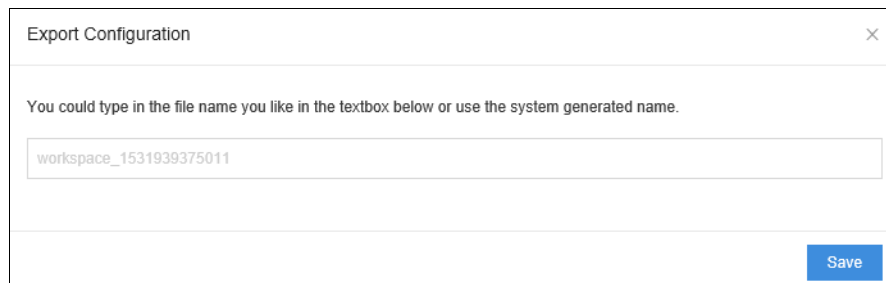 Export Configuration
You could type in the file name you like in the textbox below or use the system generated name.
workspace_1531939375011
Save